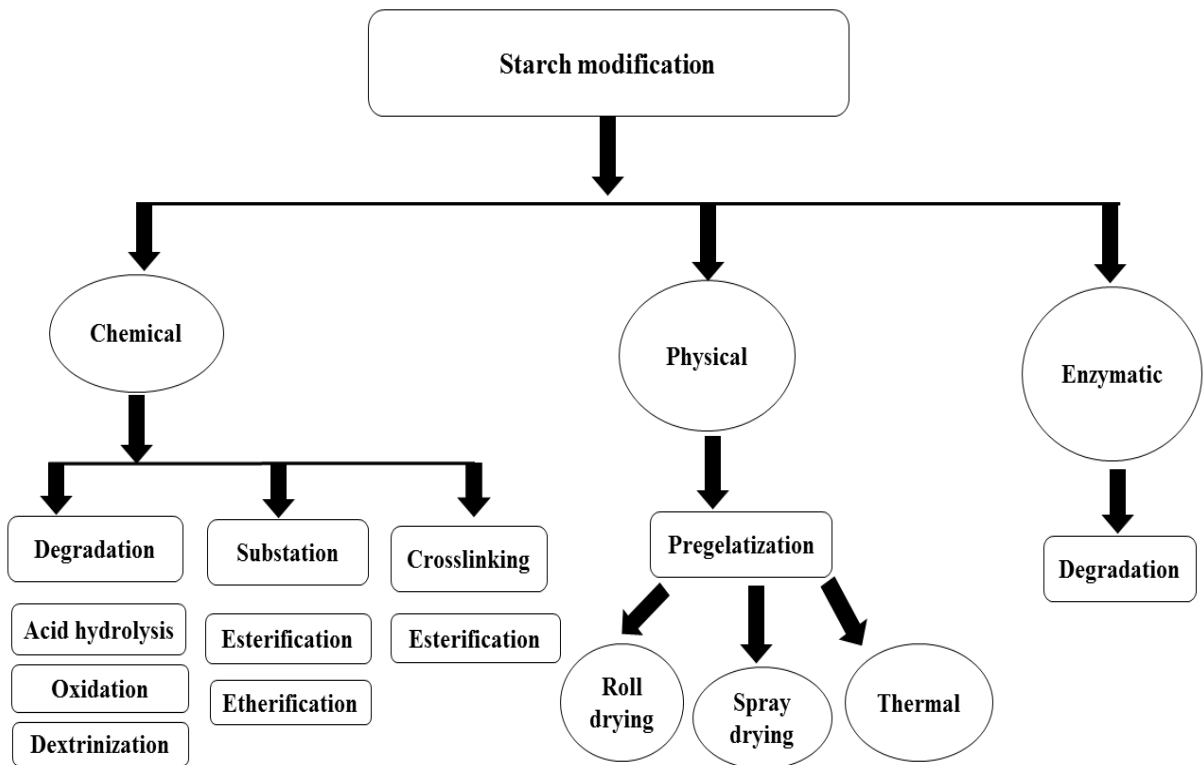 Starch modification
Chemical
Physical
Enzymatic
Degradation
Substation
Crosslinking
Pregelatization
Degradation
Acid hydrolysis
Esterification
Esterification
Oxidation
Etherification
Dextrinization
Roll
drying
Spray
drying
Thermal